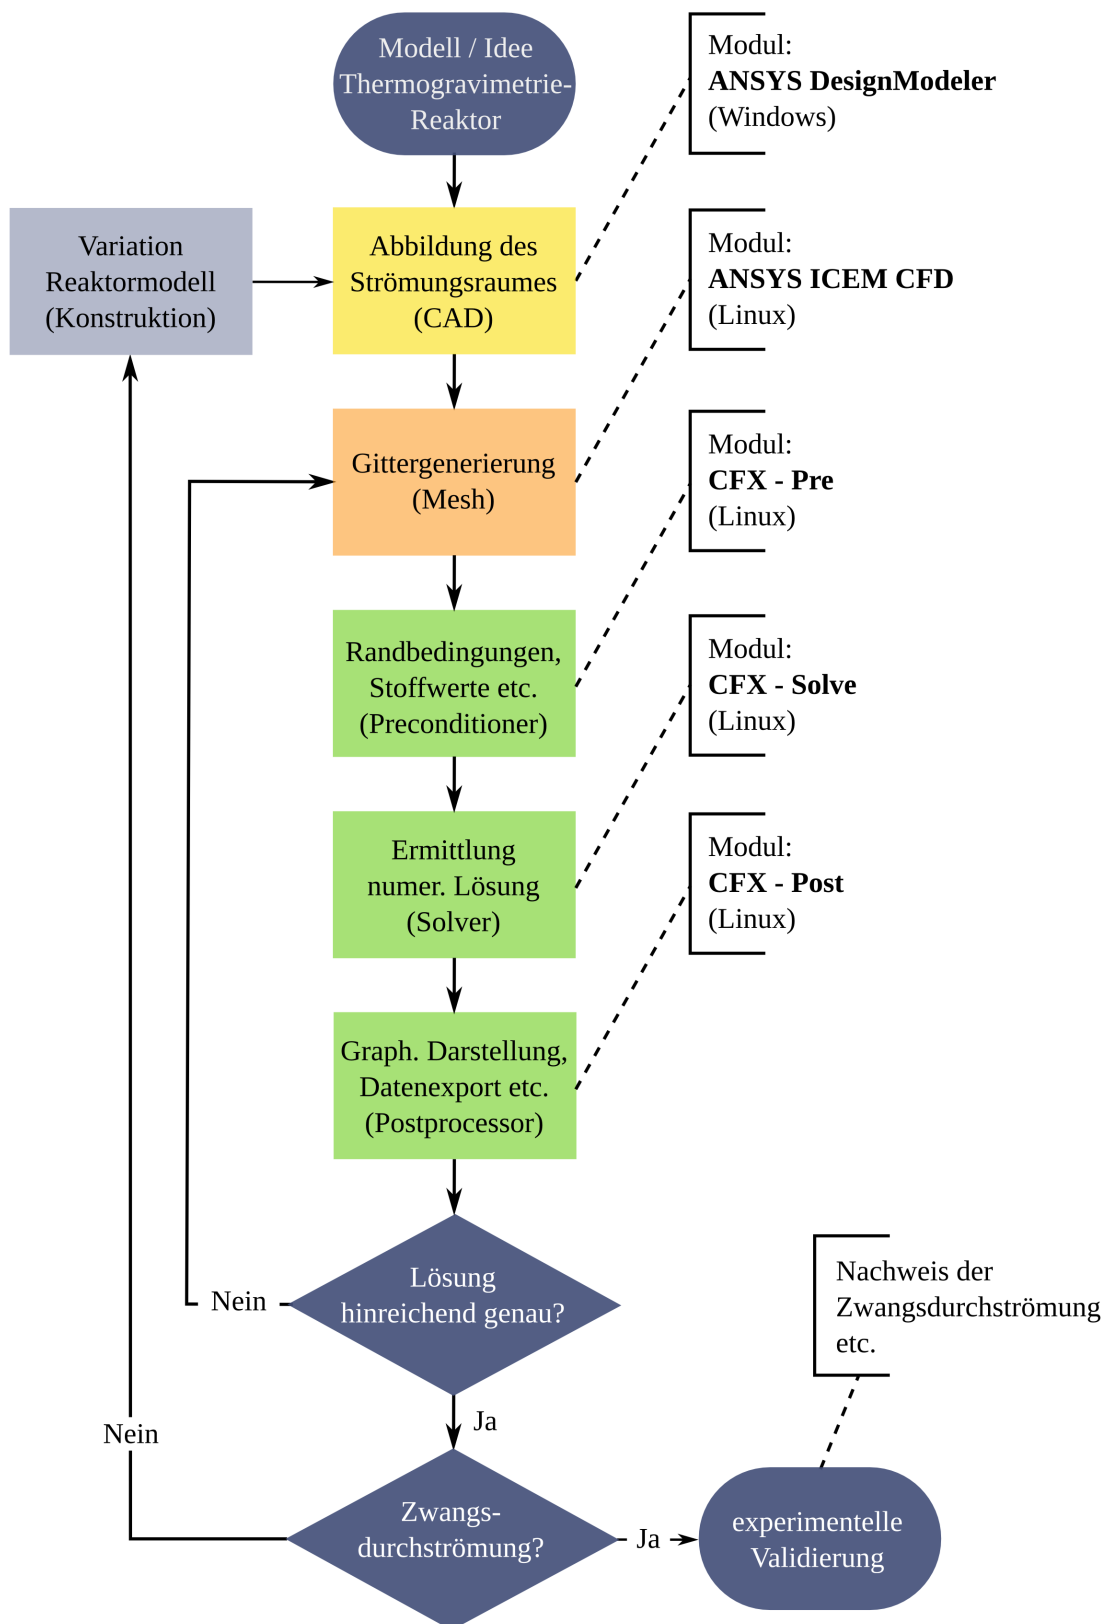 Modell / Idee
Thermogravimetrie-
Reaktor
Modul:
ANSYS DesignModeler
(Windows)
Variation
Reaktormodell
(Konstruktion)
Abbildung des
Strömungsraumes
(CAD)
Modul:
ANSYS ICEM CFD
(Linux)
Gittergenerierung
(Mesh)
Modul:
CFX - Pre
(Linux)
Randbedingungen,
Stoffwerte etc.
(Preconditioner)
Modul:
CFX - Solve
(Linux)
Ermittlung
numer. Lösung
(Solver)
Modul:
CFX - Post
(Linux)
Graph. Darstellung,
Datenexport etc.
(Postprocessor)
Lösung
hinreichend genau?
Nein
Ja
Nachweis der
Zwangsdurchströmung
etc.
Nein
Zwangs-
durchströmung?
Ja
experimentelle
Validierung